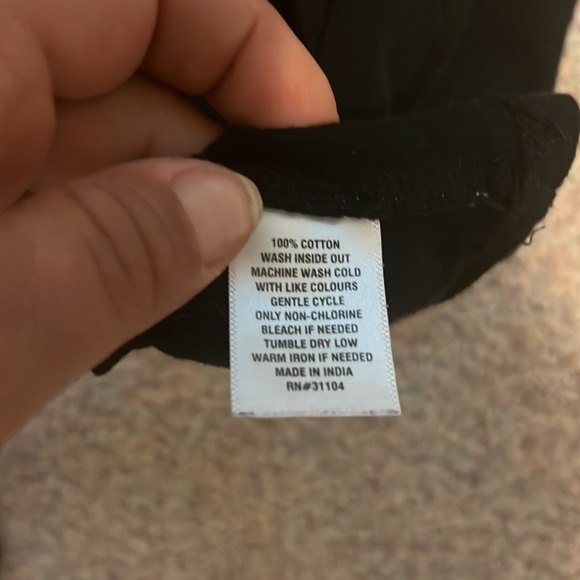 100% COTTON
WASH INSIDE OUT
MACHINE WASH COLD
WITH LIKE COLOURS
GENTLE CYCLE
ONLY NON-CHLORINE
BLEACH IF NEEDED
TUMBLE DRY LOW
WARM IRON IF NEEDED
MADE IN INDIA
RN#31104